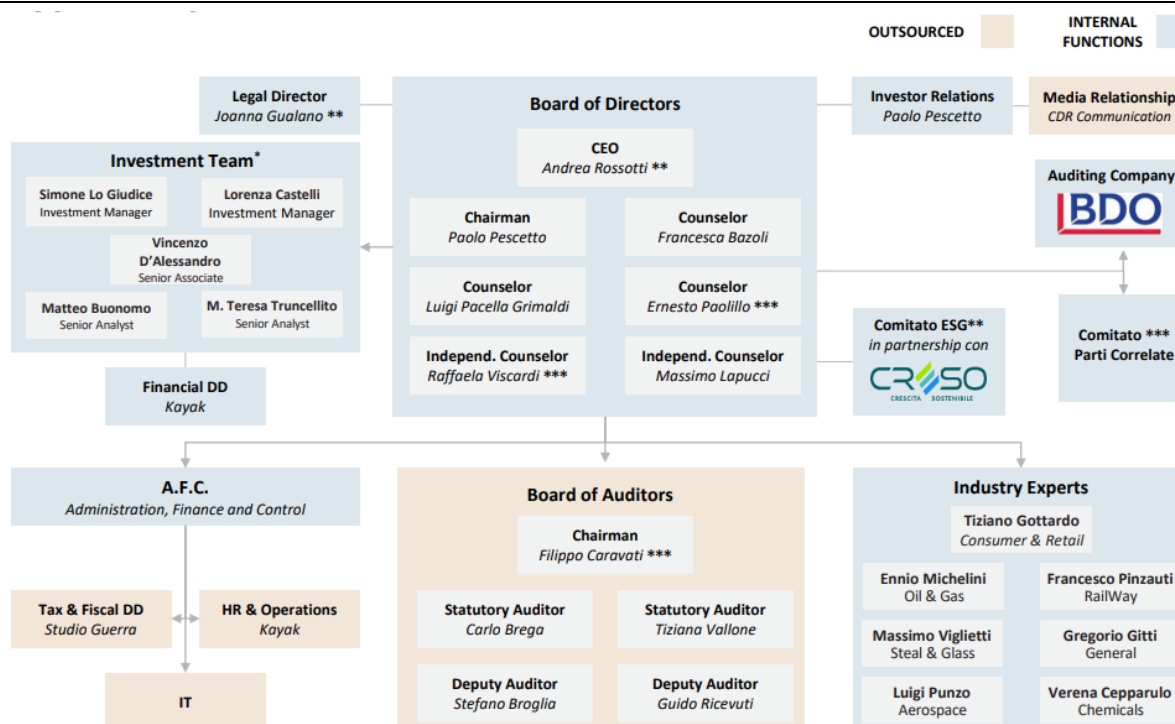 OUTSOURCED
INTERNAL
FUNCTIONS
Legal Director
Joanna Gualano **
Board of Directors
Investor Relations
Paolo Pescetto
Media Relationship
CDR Communication
CEO
Andrea Rossotti **
Investment Team*
Simone Lo Giudice
Investment Manager
Lorenza Castelli
Investment Manager
Vincenzo
D'Alessandro
Senior Associate
Matteo Buonomo
Senior Analyst
M. Teresa Truncellito
Senior Analyst
Financial DD
Kayak
Chairman
Paolo Pescetto
Counselor
Francesca Bazoli
Counselor
Luigi Pacella Grimaldi
Counselor
Ernesto Paolillo ***
Independ. Counselor
Raffaela Viscardi ***
Independ. Counselor
Massimo Lapucci
Auditing Company
BDO
Comitato ESG**
in partnership con
CRESO
CRESCITA SOSTENIBILE
Comitato ***
Parti Correlate
A.F.C.
Administration, Finance and Control
Tax & Fiscal DD
Studio Guerra
HR & Operations
Kayak
IT
Board of Auditors
Chairman
Filippo Caravati ***
Statutory Auditor
Carlo Brega
Statutory Auditor
Tiziana Vallone
Deputy Auditor
Stefano Broglia
Deputy Auditor
Guido Ricevuti
Industry Experts
Tiziano Gottardo
Consumer & Retail
Ennio Michelini
Oil & Gas
Francesco Pinzauti
RailWay
Massimo Viglietti
Steal & Glass
Gregorio Gitti
General
Luigi Punzo
Aerospace
Verena Cepparulo
Chemicals